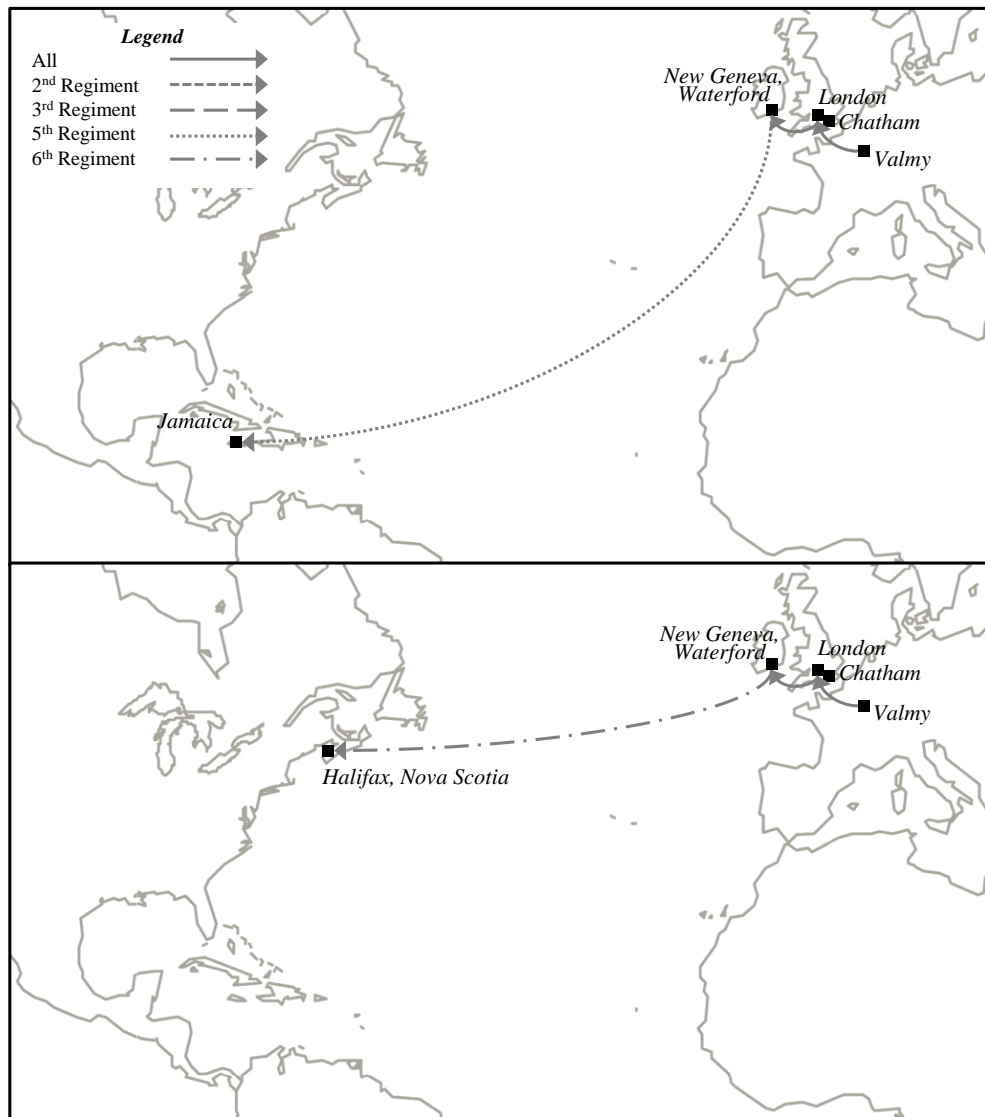 Legend
All
2nd Regiment
3rd Regiment
5th Regiment
6th Regiment
New Geneva,
Waterford
London
Chatham
Valmy
Jamaica
New Geneva,
Waterford
London
Chatham
Valmy
Halifax, Nova Scotia